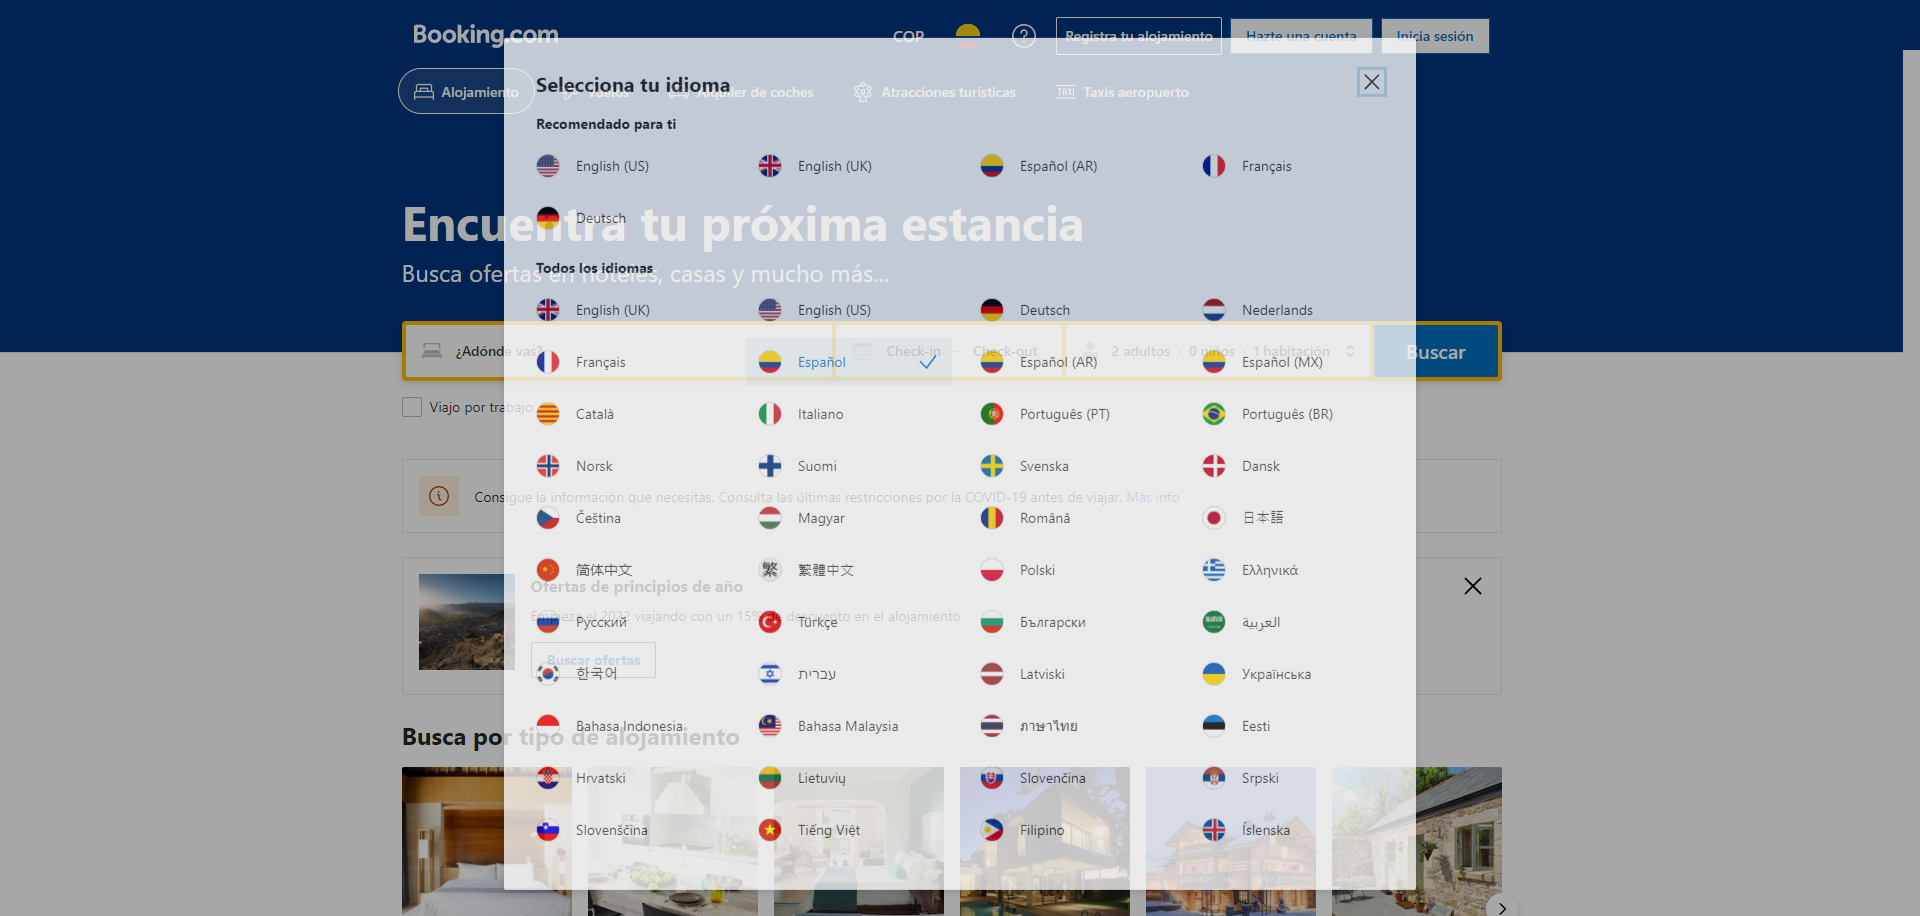 Booking.com
COP
Registra tu alojamiento
Hazte una cuenta
Inicia sesión
Alojamiento
Vuelos
Alquiler de coches
Atracciones turísticas
Taxis aeropuerto
Encuentra tu próxima estancia
Busca ofertas en hoteles, casas y mucho más...
¿Adónde vas?
Check-in — Check-out
2 adultos · 0 niños · 1 habitación
Buscar
Viajo por trabajo
Consigue la información que necesitas. Consulta las últimas restricciones por la COVID-19 antes de viajar. Más info
Ofertas de principios de año
Empieza el 2022 viajando con un 15% de descuento en el alojamiento
Buscar ofertas
Busca por tipo de alojamiento
Selecciona tu idioma
Recomendado para ti
English (US)
English (UK)
Español (AR)
Français
Deutsch
Todos los idiomas
English (UK)
English (US)
Deutsch
Nederlands
Français
Español
Español (AR)
Español (MX)
Català
Italiano
Português (PT)
Português (BR)
Norsk
Suomi
Svenska
Dansk
Čeština
Magyar
Română
日本語
简体中文
繁
繁體中文
Polski
Ελληνικά
Русский
Türkçe
Български
العربية
한국어
עברית
Latviski
Українська
Bahasa Indonesia
Bahasa Malaysia
ภาษาไทย
Eesti
Hrvatski
Lietuvių
Slovenčina
Srpski
Slovenščina
Tiếng Việt
Filipino
Íslenska